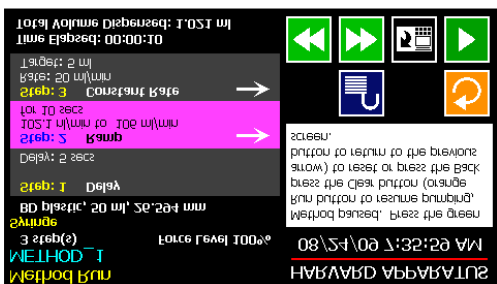 Method Run
METHOD_1
3 step(s) Force Level 100%
Syringe
BD plastic, 50 ml, 26.594 mm
Step: 1 Delay
Delay: 5 secs
Step: 2 Ramp
102.1 nl/min to 106 ml/min
for 10 secs
Step: 3 Constant Rate
Rate: 50 ml/min
Target: 5 ml
Time Elapsed: 00:00:10
Total Volume Dispensed: 1.021 ml
HARVARD APPARATUS
08/24/09 7:35:59 AM
Method paused. Press the green
Run button to resume pumping,
press the Clear button (orange
arrow) to reset or press the Back
button to return to the previous
screen.